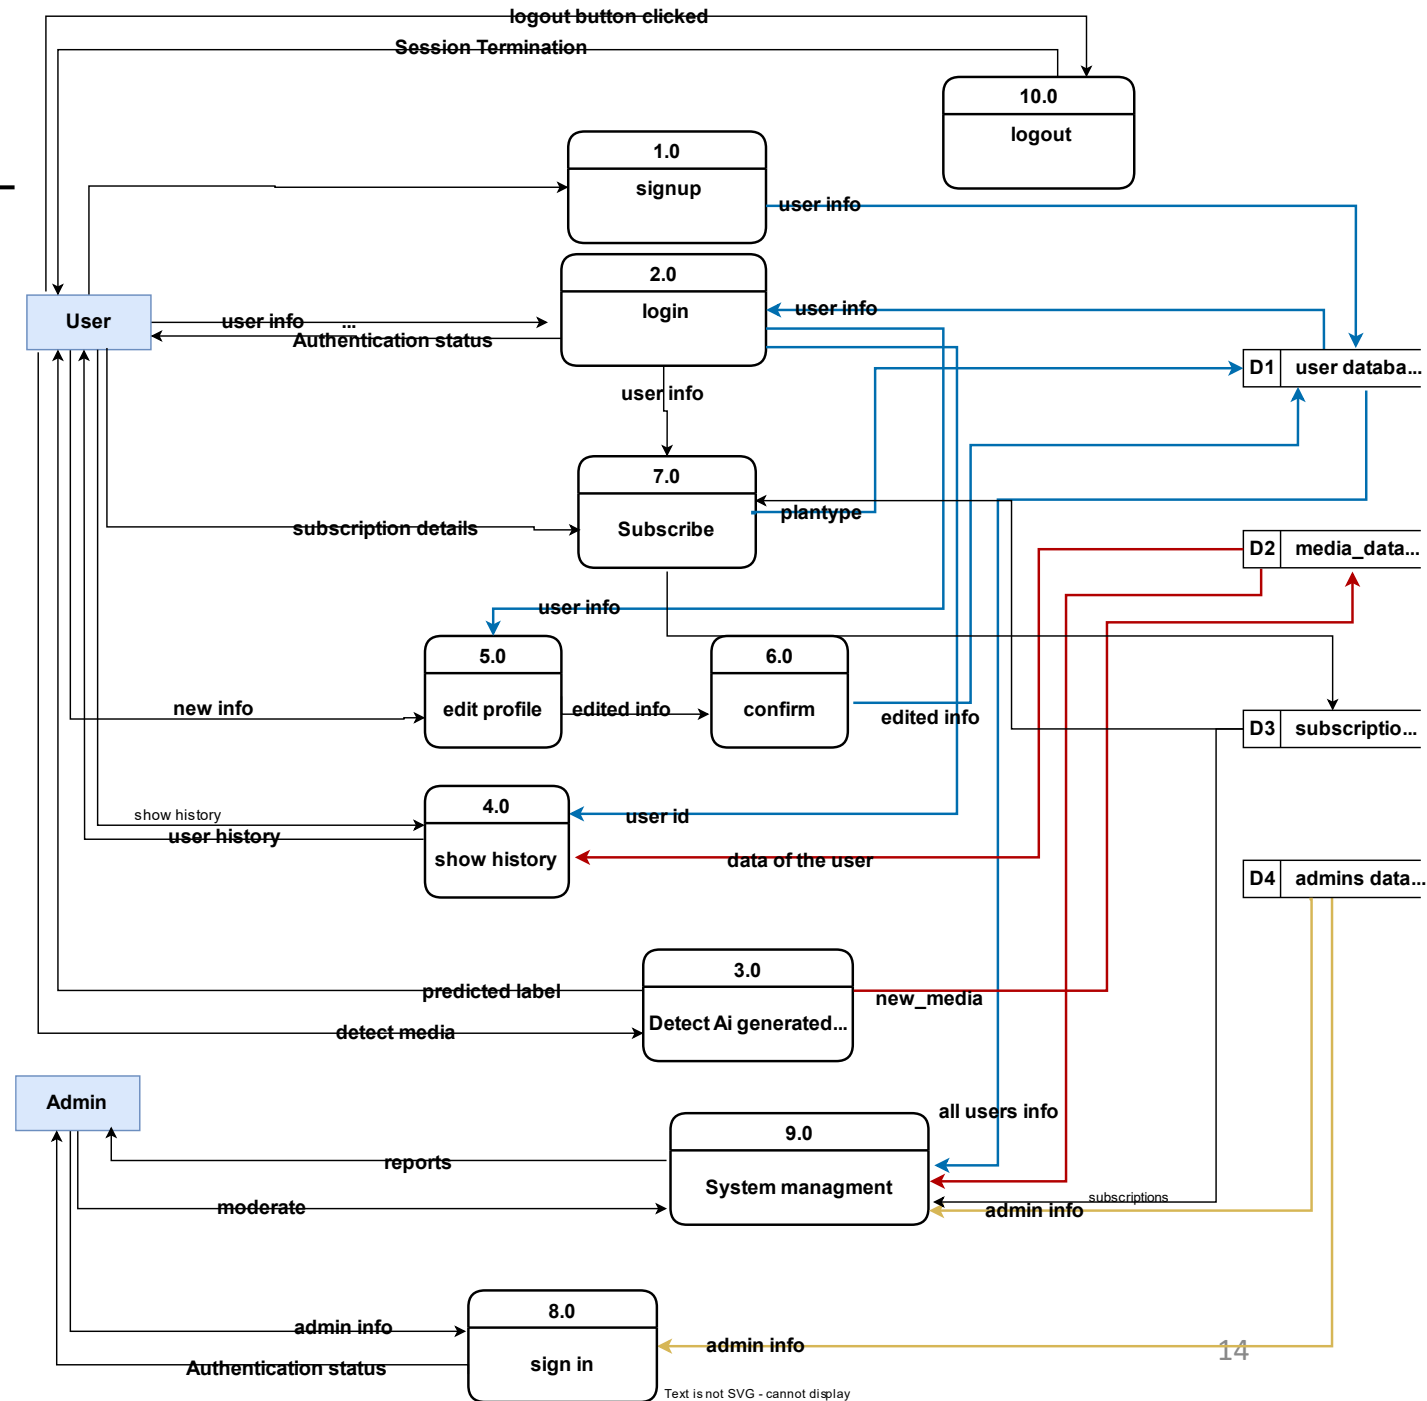 logout button clicked
Session Termination
10.0
logout
1.0
signup
user info
2.0
login
user info
User
user info ...
Authentication status
D1 user databa...
user info
7.0
Subscribe
plantype
subscription details
D2 media_data...
user info
5.0
edit profile
6.0
confirm
new info
edited info
edited info
D3 subscriptio...
4.0
show history
show history
user history
user id
data of the user
D4 admins data...
3.0
Detect Ai generated...
predicted label
new_media
detect media
Admin
all users info
9.0
System managment
reports
moderate
subscriptions
admin info
8.0
sign in
admin info
Authentication status
admin info
14
Text is not SVG - cannot display